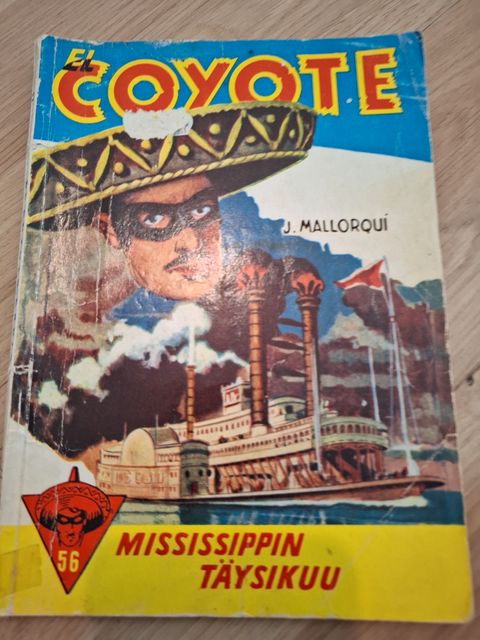 EL
COYOTE
J. MALLORQUÍ
56
MISSISSIPPIN
TÄYSIKUU